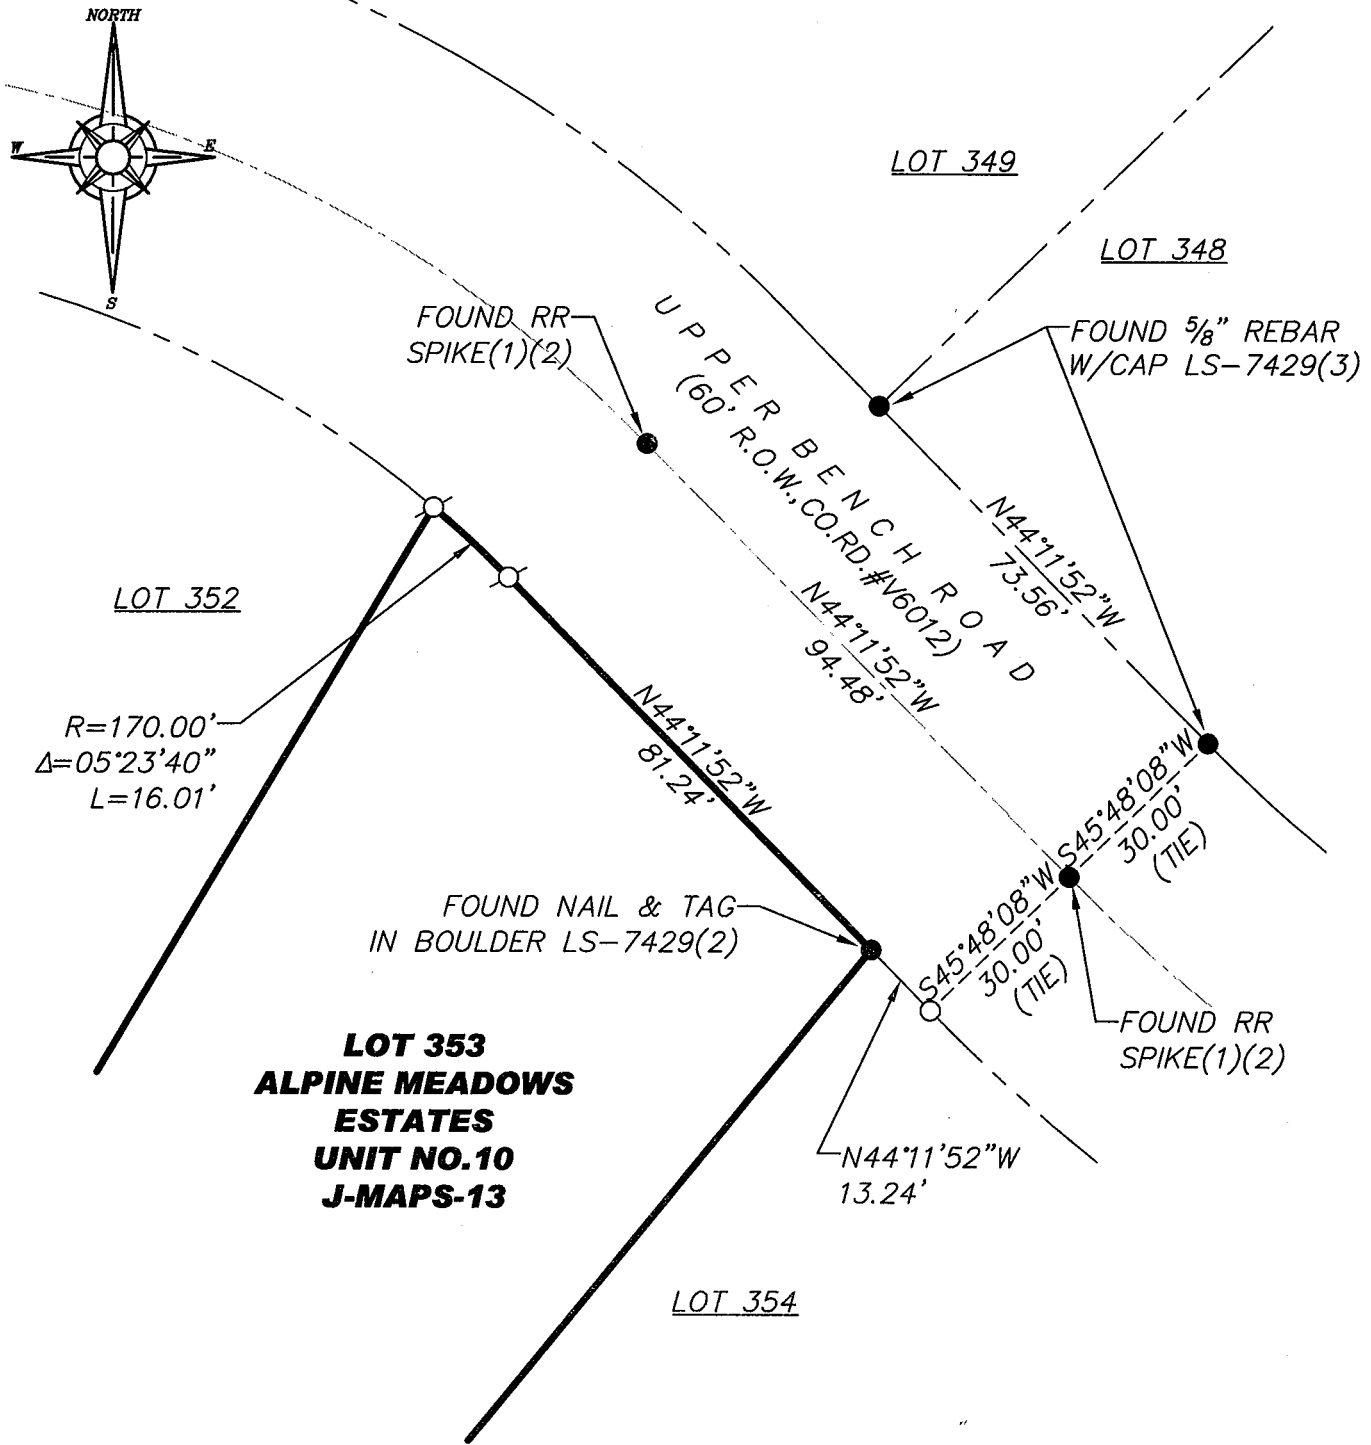 NORTH
W
E
S
LOT 349
LOT 348
FOUND RR
SPIKE(1)(2)
FOUND 5/8" REBAR
W/CAP LS-7429(3)
UPPER BENCH ROAD
(60' R.O.W., CO.RD.#V6012)
N44°11'52"W
73.56'
LOT 352
N44°11'52"W
94.48'
R=170.00'
Δ=05°23'40"
L=16.01'
N44°11'52"W
81.24'
S45°48'08"W
30.00'
(TIE)
FOUND NAIL & TAG
IN BOULDER LS-7429(2)
S45°48'08"W
30.00'
(TIE)
FOUND RR
SPIKE(1)(2)
LOT 353
ALPINE MEADOWS
ESTATES
UNIT NO.10
J-MAPS-13
N44°11'52"W
13.24'
LOT 354